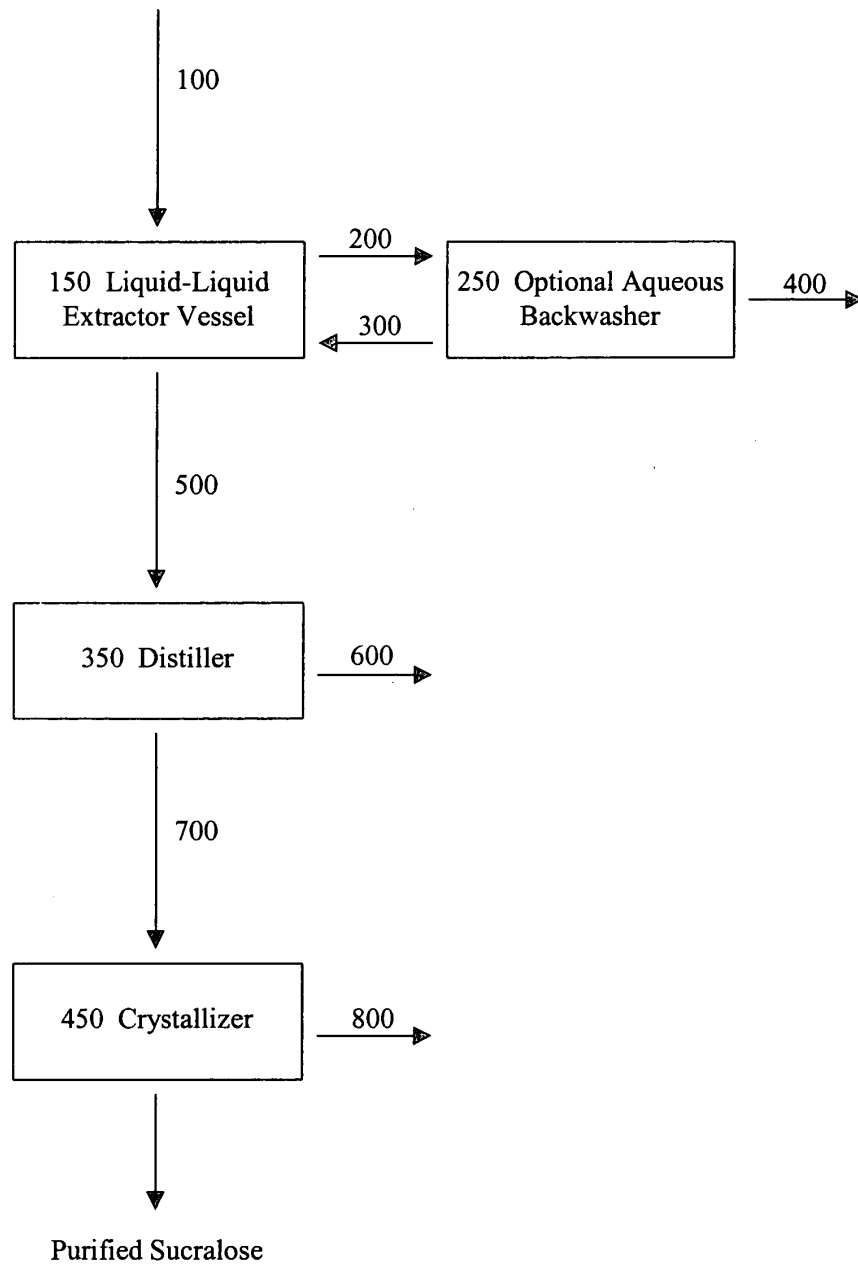 100
200
150 Liquid-Liquid
Extractor Vessel
250 Optional Aqueous
Backwasher
400
300
500
350 Distiller
600
700
450 Crystallizer
800
Purified Sucralose